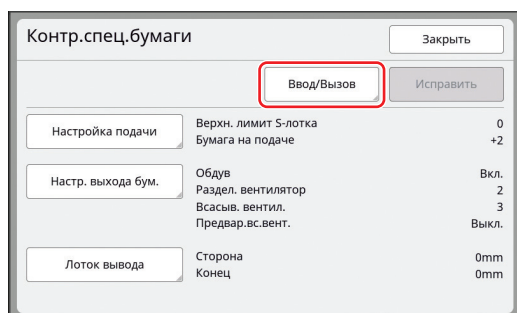 Контр.спец.бумаги Закрыть
Ввод/Вызов Исправить
Настройка подачи Верхн. лимит S-лотка 0
Бумага на подаче +2
Настр. выхода бум. Обдув Вкл.
Раздел. вентилятор 2
Всасыв. вентил. 3
Предвар.вс.вент. Выкл.
Лоток вывода Сторона 0mm
Конец 0mm